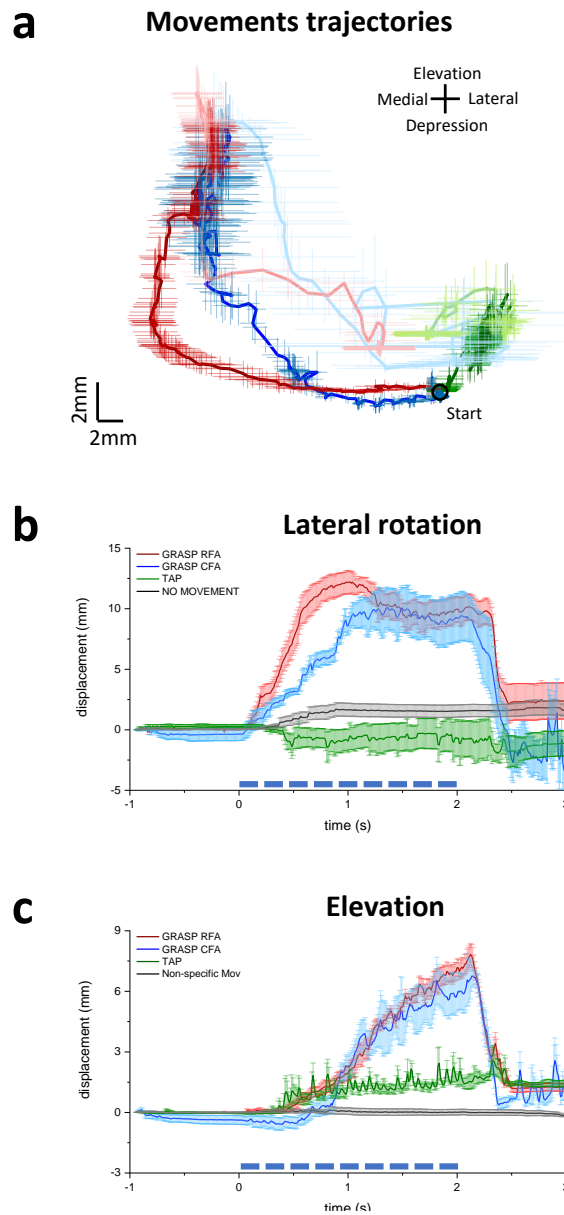 a
Movements trajectories
Elevation
Medial Lateral
Depression
2mm
2mm
Start
b
Lateral rotation
GRASP RFA
GRASP CFA
TAP
NO MOVEMENT
displacement (mm)
15
10
5
0
-5
-1 0 1 2 3
time (s)
c
Elevation
GRASP RFA
GRASP CFA
TAP
Non-specific Mov
displacement (mm)
9
6
3
0
-3
-1 0 1 2 3
time (s)